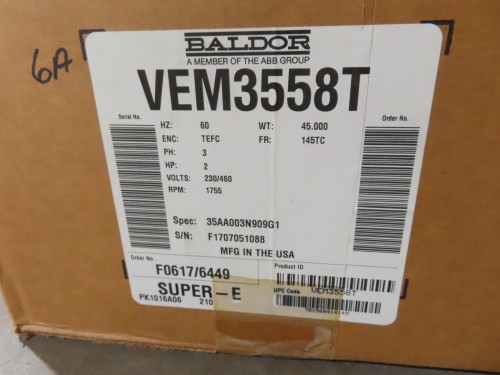 6A
BALDOR
A MEMBER OF THE ABB GROUP
VEM3558T
Serial No.
Order No.
HZ: 60 WT: 45.000
ENC: TEFC FR: 145TC
PH: 3
HP: 2
VOLTS: 230/460
RPM: 1755
Spec: 35AA003N909G1
S/N: F1707051088
MFG IN THE USA
Order No.
Product ID
F0617/6449
SUPER-E
UPC Code
VEM3558T
PK1016A06 210